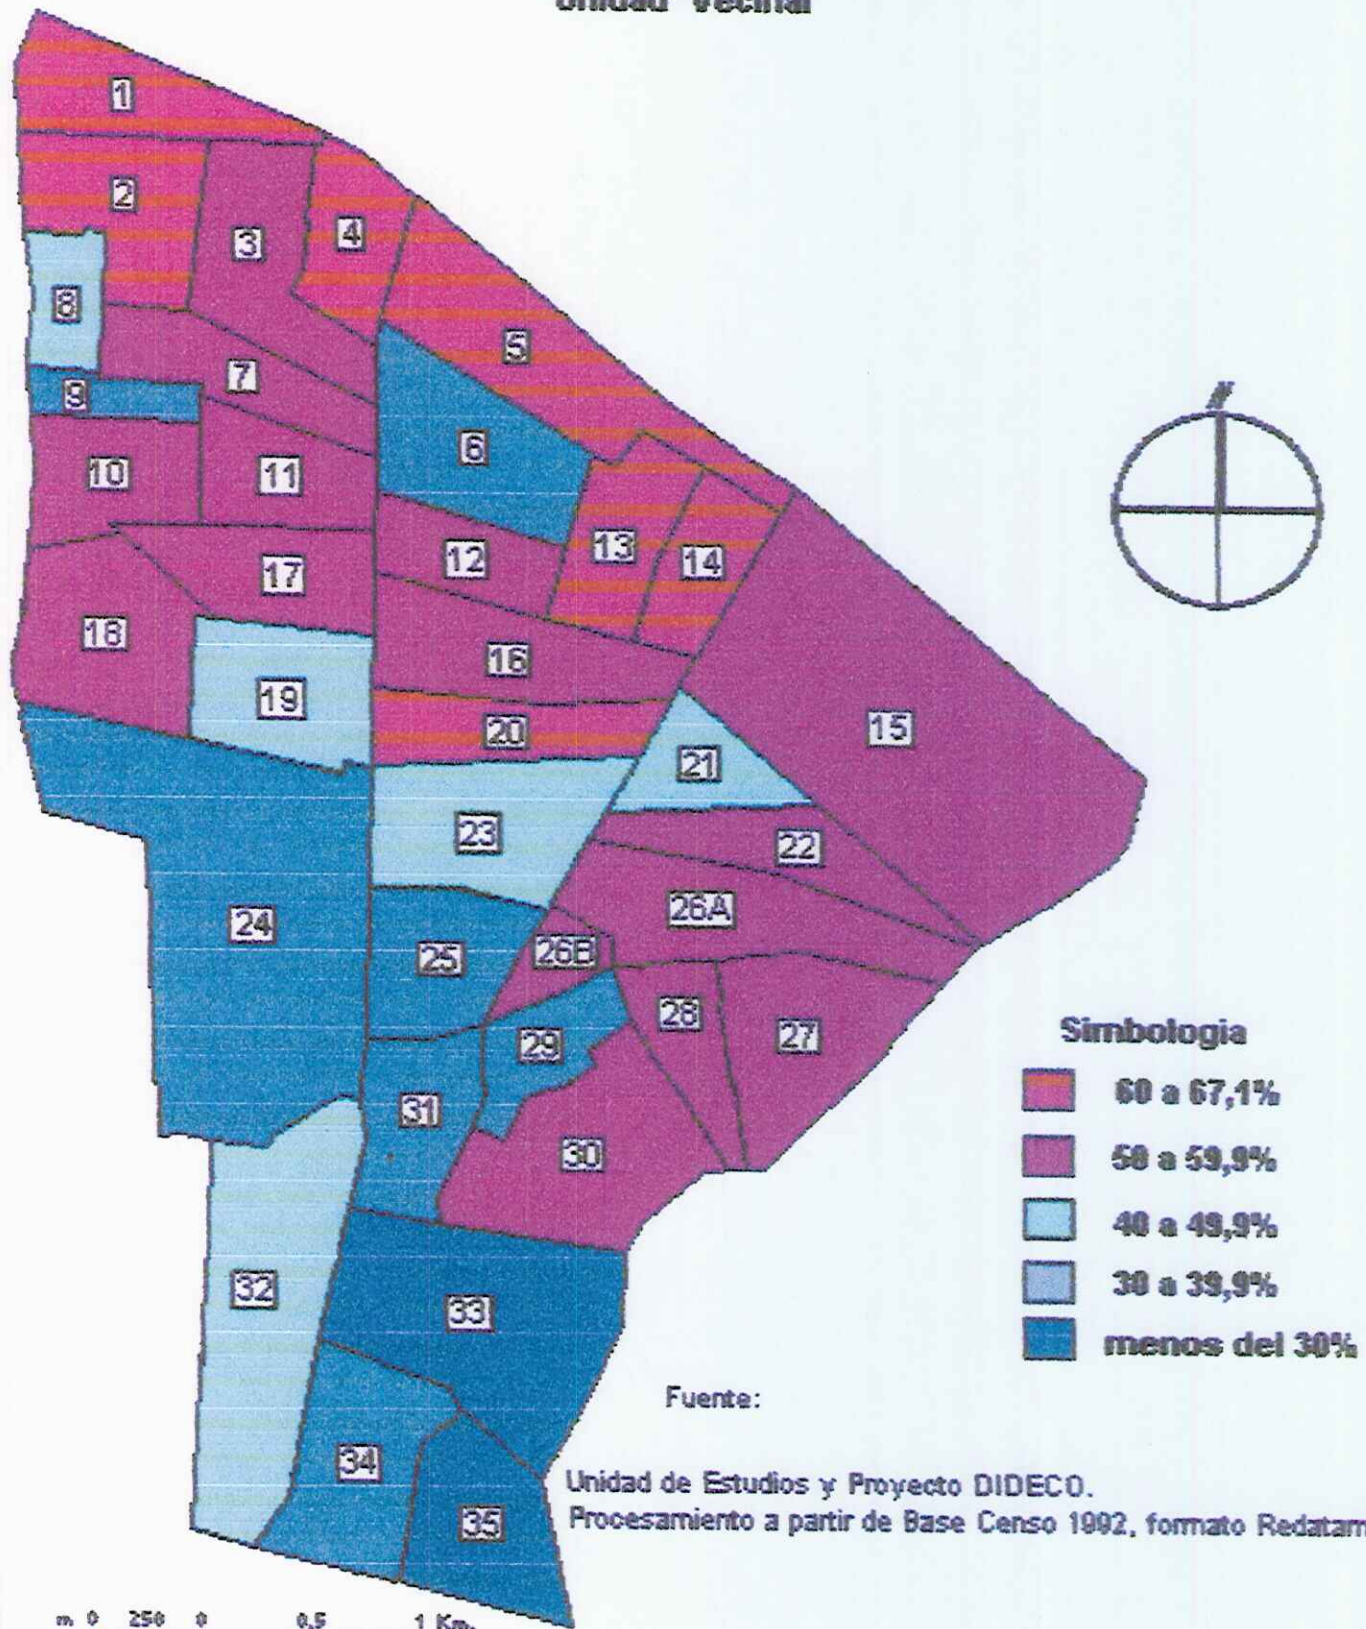 Unidad Vecinal
1
2
3
4
8
5
7
9
6
10
11
12
13
14
17
18
16
19
15
20
21
23
22
26A
24
25
26B
28
29
27
31
30
32
33
34
35
N
Simbologia
60 a 67,1%
50 a 59,9%
40 a 49,9%
30 a 39,9%
menos del 30%
Fuente:
Unidad de Estudios y Proyecto DIDECO.
Procesamiento a partir de Base Censo 1992, formato Redatam
m 0 250 0 0,5 1 Km.